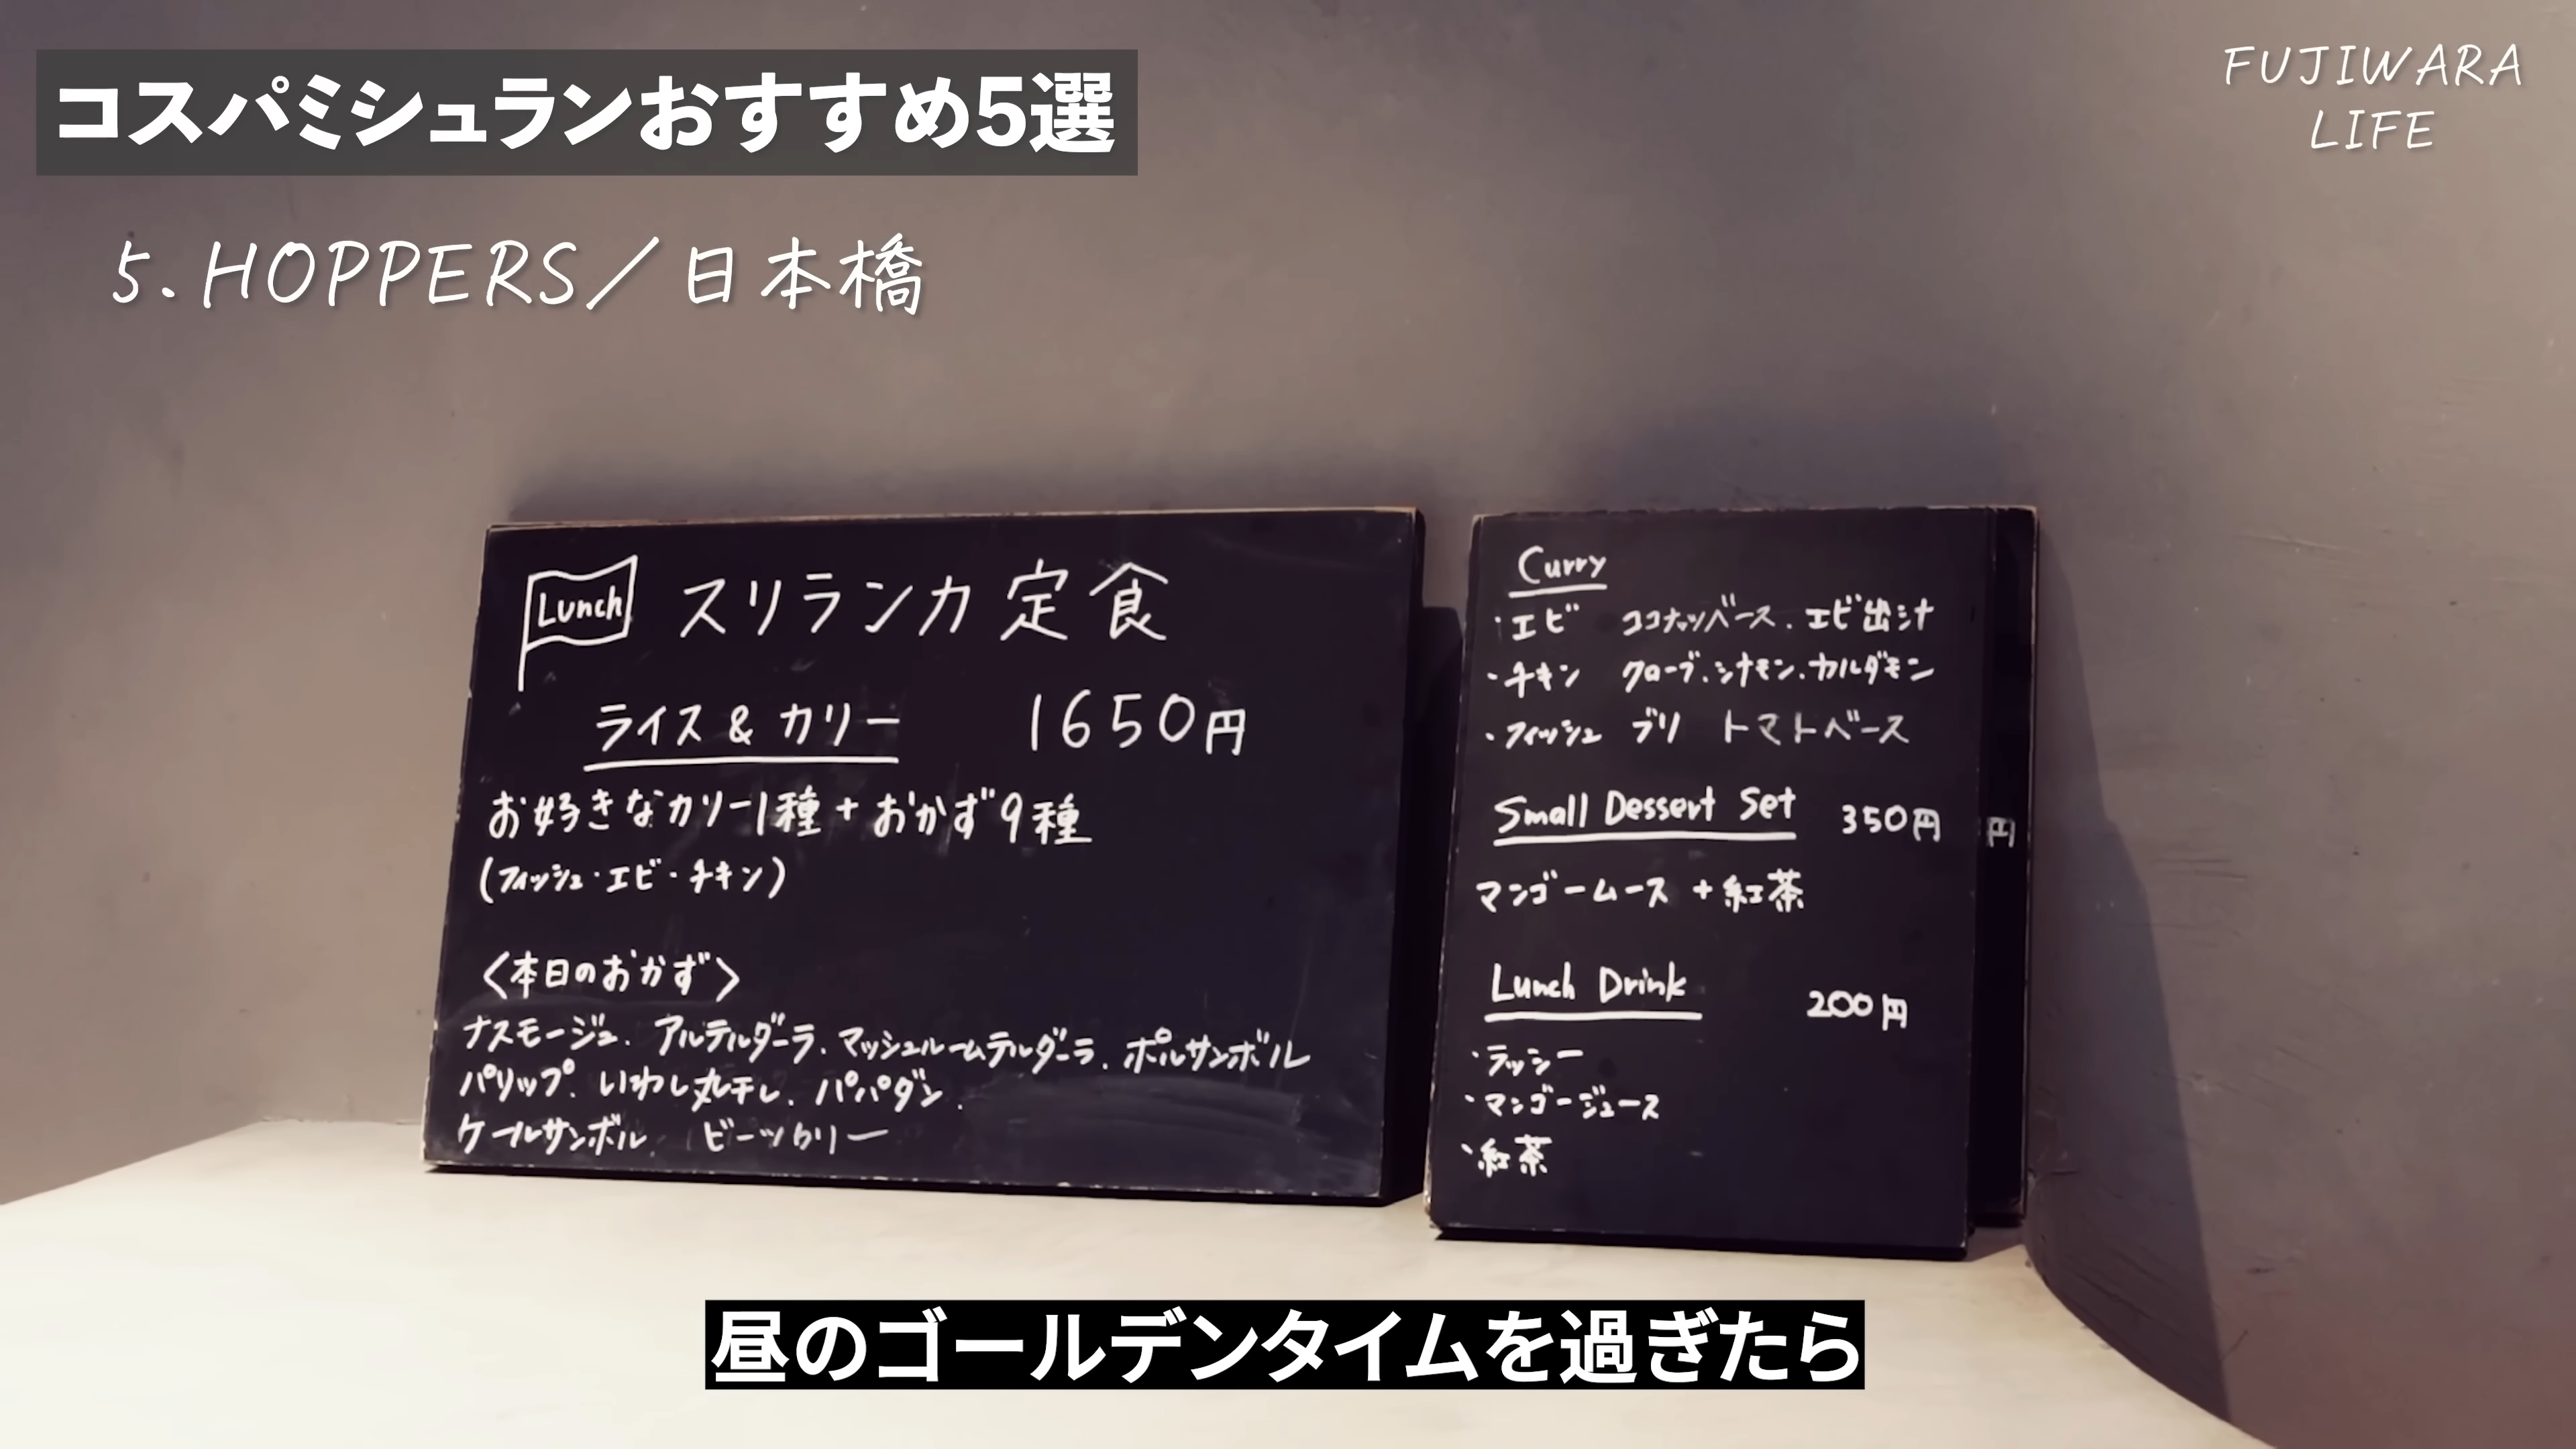 コスパミシュランおすすめ5選
FUJIWARA
LIFE
5.HOPPERS／日本橋
Lunch スリランカ定食
ライス & カリー 1650円
お好きなカリー1種 + おかず9種
(フィッシュ・エビ・チキン)
〈本日のおかず〉
ナスモージュ、アルテルダーラ、マッシュルームテルダーラ、ポルサンボル
パリップ、いわし丸干し、パパダン、
ケールサンボル ビーツカリー
Curry
・エビ ココナッツベース、エビ出汁
・チキン クローブ、シナモン、カルダモン
・フィッシュ ブリ トマトベース
Small Dessert Set 350円
円
マンゴームース + 紅茶
Lunch Drink 200円
・ラッシー
・マンゴージュース
・紅茶
昼のゴールデンタイムを過ぎたら